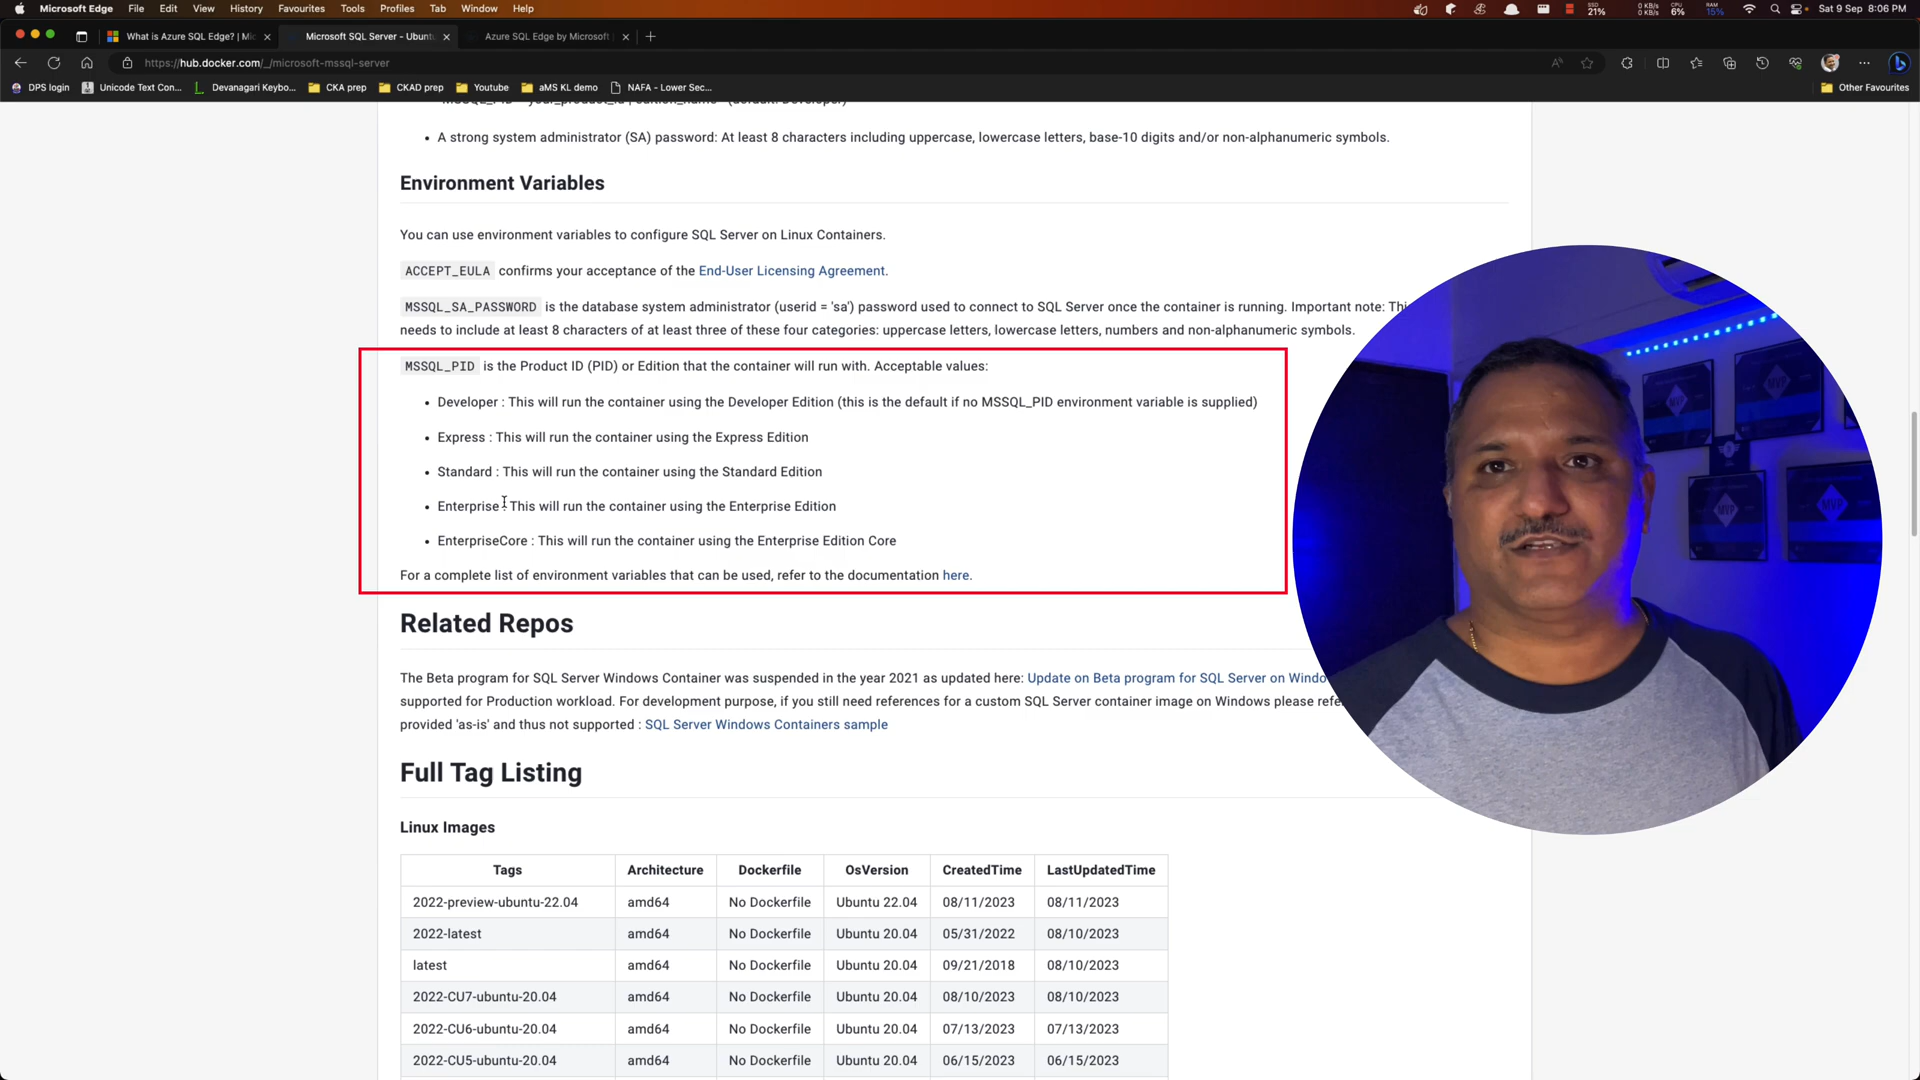 Microsoft Edge File Edit View History Favourites Tools Profiles Tab Window Help
SSD 21% 0 KB/s 0 KB/s CPU 6% RAM 15% Sat 9 Sep 8:06 PM
What is Azure SQL Edge? | Mic Microsoft SQL Server - Ubuntu Azure SQL Edge by Microsoft
https://hub.docker.com/_/microsoft-mssql-server
DPS login Unicode Text Con... Devanagari Keybo... CKA prep CKAD prep Youtube aMS KL demo NAFA - Lower Sec... Other Favourites
A strong system administrator (SA) password: At least 8 characters including uppercase, lowercase letters, base-10 digits and/or non-alphanumeric symbols.
Environment Variables
You can use environment variables to configure SQL Server on Linux Containers.
ACCEPT_EULA confirms your acceptance of the End-User Licensing Agreement.
MSSQL_SA_PASSWORD is the database system administrator (userid = 'sa') password used to connect to SQL Server once the container is running. Important note: Thi
needs to include at least 8 characters of at least three of these four categories: uppercase letters, lowercase letters, numbers and non-alphanumeric symbols.
MSSQL_PID is the Product ID (PID) or Edition that the container will run with. Acceptable values:
Developer : This will run the container using the Developer Edition (this is the default if no MSSQL_PID environment variable is supplied)
Express : This will run the container using the Express Edition
Standard : This will run the container using the Standard Edition
Enterprise : This will run the container using the Enterprise Edition
EnterpriseCore : This will run the container using the Enterprise Edition Core
For a complete list of environment variables that can be used, refer to the documentation here.
Related Repos
The Beta program for SQL Server Windows Container was suspended in the year 2021 as updated here: Update on Beta program for SQL Server on Windo
supported for Production workload. For development purpose, if you still need references for a custom SQL Server container image on Windows please refe
provided 'as-is' and thus not supported : SQL Server Windows Containers sample
Full Tag Listing
Linux Images
Tags Architecture Dockerfile OsVersion CreatedTime LastUpdatedTime
2022-preview-ubuntu-22.04 amd64 No Dockerfile Ubuntu 22.04 08/11/2023 08/11/2023
2022-latest amd64 No Dockerfile Ubuntu 20.04 05/31/2022 08/10/2023
latest amd64 No Dockerfile Ubuntu 20.04 09/21/2018 08/10/2023
2022-CU7-ubuntu-20.04 amd64 No Dockerfile Ubuntu 20.04 08/10/2023 08/10/2023
2022-CU6-ubuntu-20.04 amd64 No Dockerfile Ubuntu 20.04 07/13/2023 07/13/2023
2022-CU5-ubuntu-20.04 amd64 No Dockerfile Ubuntu 20.04 06/15/2023 06/15/2023
MVP
MVP
MVP
MVP